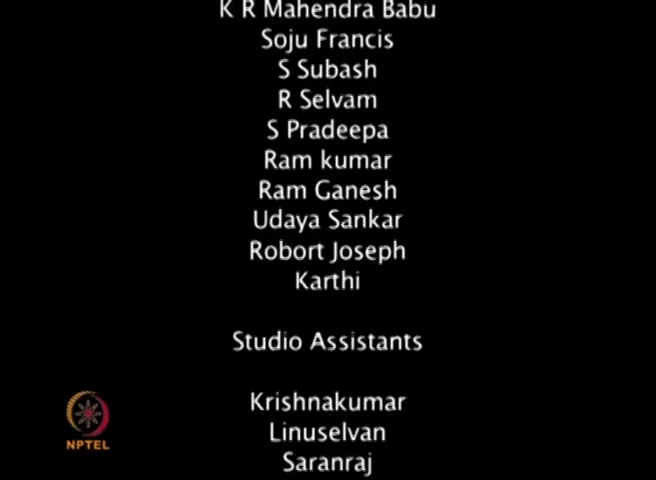 K R Mahendra Babu
Soju Francis
S Subash
R Selvam
S Pradeepa
Ram kumar
Ram Ganesh
Udaya Sankar
Robort Joseph
Karthi
Studio Assistants
Krishnakumar
Linuselvan
Saranraj
NPTEL